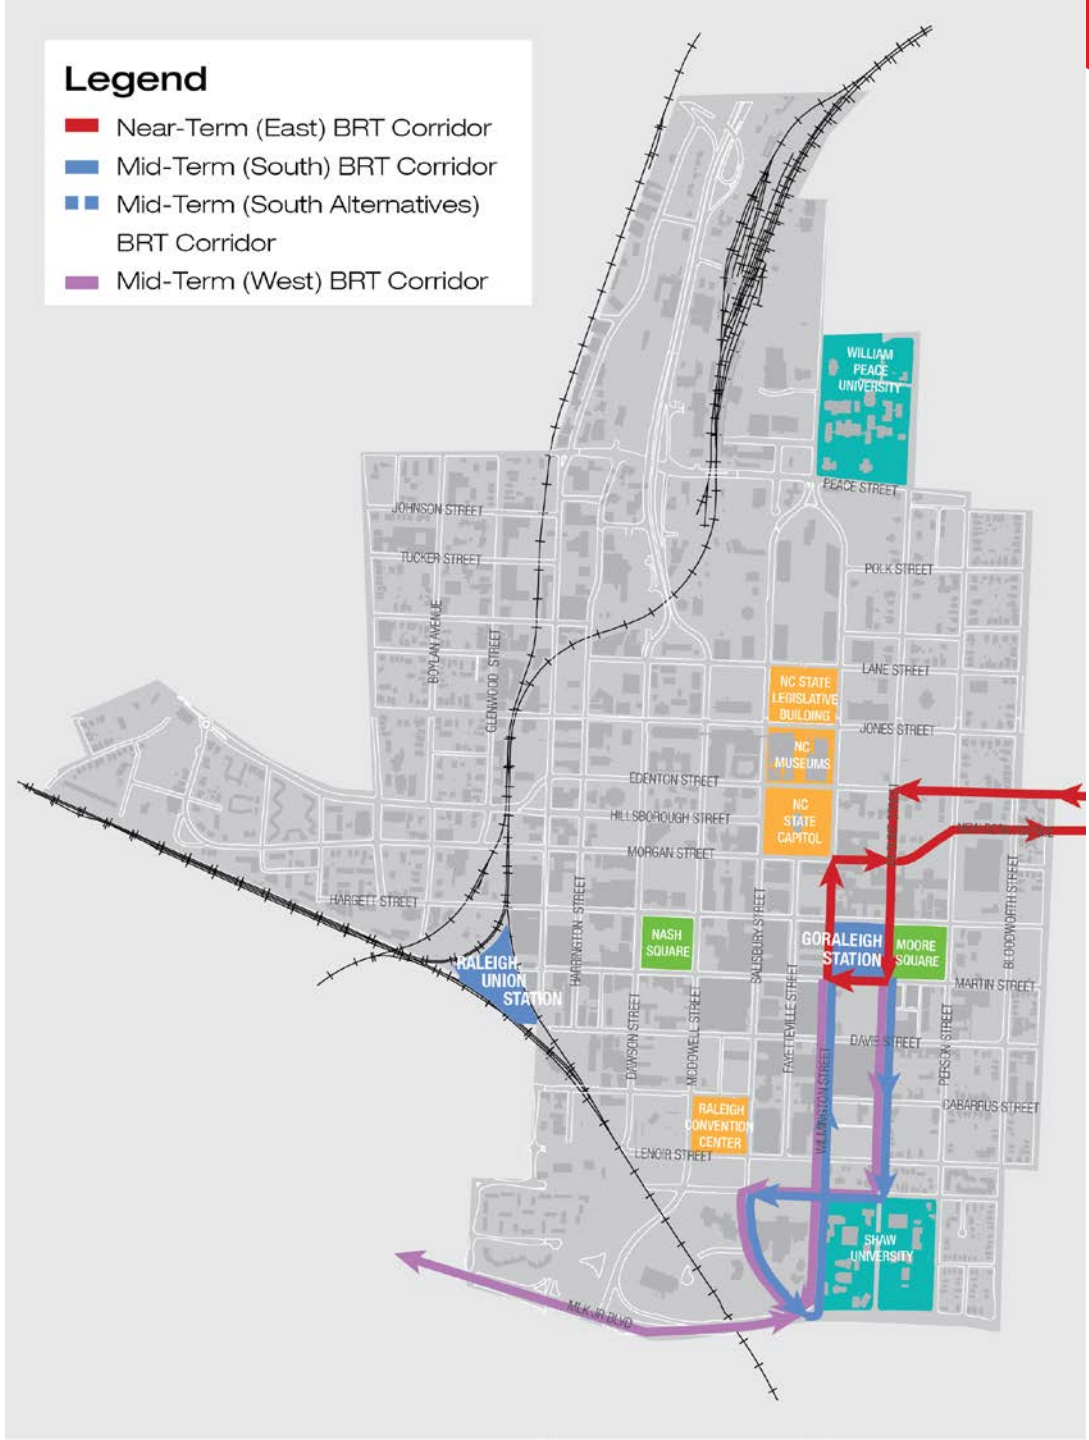 Legend
Near-Term (East) BRT Corridor
Mid-Term (South) BRT Corridor
Mid-Term (South Alternatives)
BRT Corridor
Mid-Term (West) BRT Corridor
WILLIAM
PEACE
UNIVERSITY
PEACE STREET
JOHNSON STREET
TUCKER STREET
POLK STREET
BOYLAN AVENUE
GLENWOOD STREET
LANE STREET
NC STATE
LEGISLATIVE
BUILDING
JONES STREET
NC
MUSEUMS
EDENTON STREET
HILLSBOROUGH STREET
NC
STATE
CAPITOL
MORGAN STREET
HARGETT STREET
HARRINGTON STREET
SALISBURY STREET
BLOODWORTH STREET
NASH
SQUARE
GORALEIGH
STATION
MOORE
SQUARE
RALEIGH
UNION
STATION
MARTIN STREET
DAWSON STREET
MCDOWELL STREET
FAYETTEVILLE STREET
WILMINGTON STREET
DAVIE STREET
PERSON STREET
CABARRUS STREET
RALEIGH
CONVENTION
CENTER
LENOIR STREET
SHAW
UNIVERSITY
MLK JR BLVD